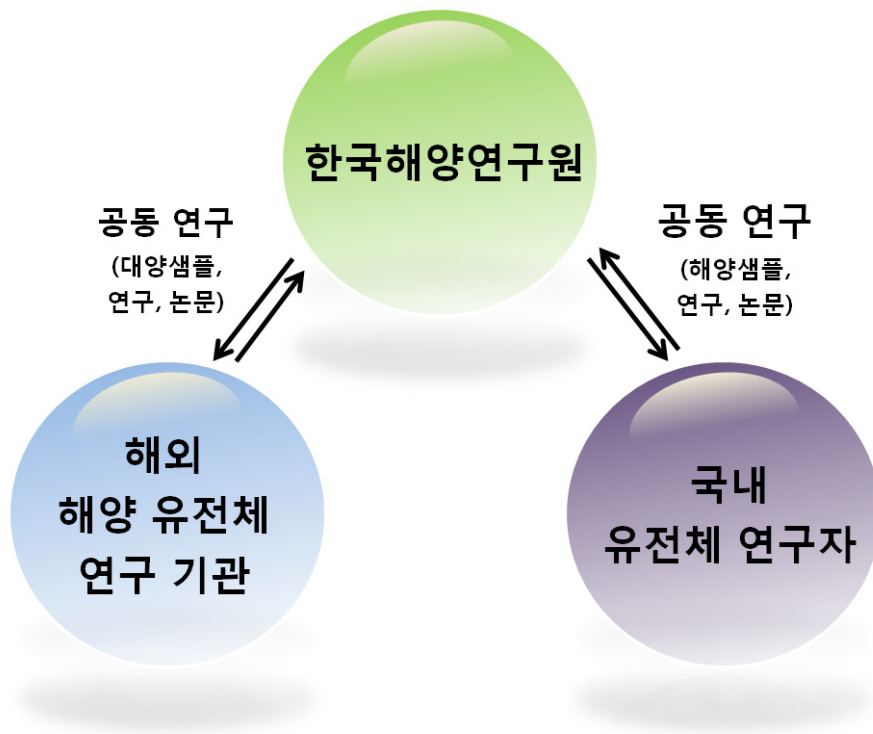 한국해양연구원
공동 연구
(대양샘플,
연구, 논문)
공동 연구
(해양샘플,
연구, 논문)
해외
해양 유전체
연구 기관
국내
유전체 연구자